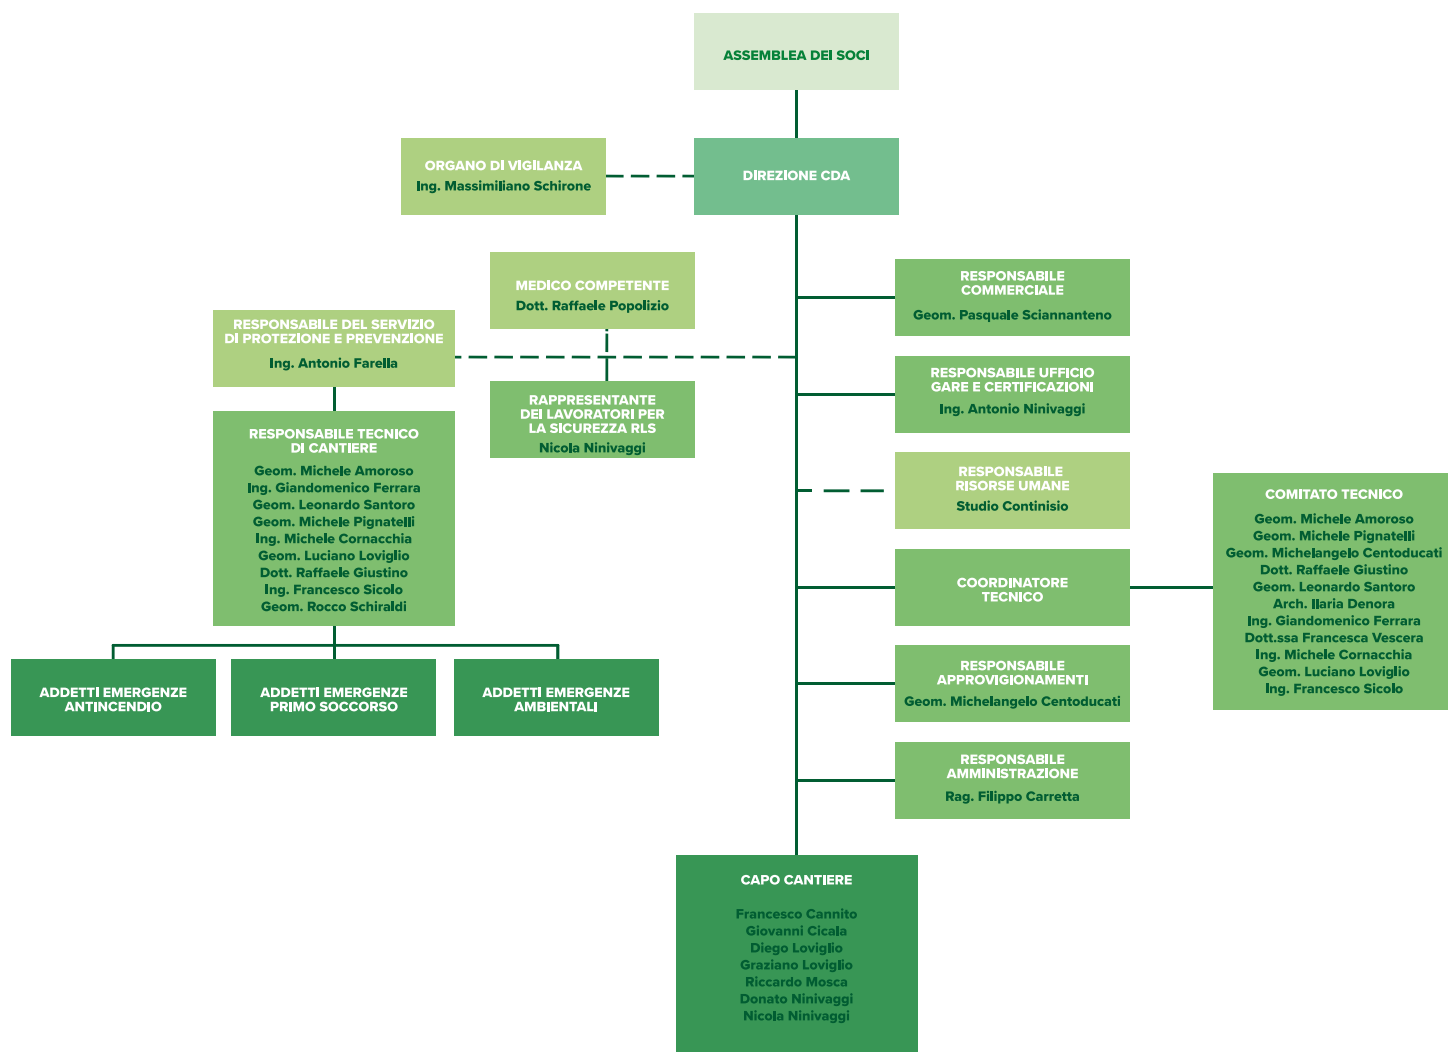 ASSEMBLEA DEI SOCI
ORGANO DI VIGILANZA
Ing. Massimiliano Schirone
DIREZIONE CDA
MEDICO COMPETENTE
Dott. Raffaele Popolizio
RESPONSABILE DEL SERVIZIO
DI PROTEZIONE E PREVENZIONE
Ing. Antonio Farella
RAPPRESENTANTE
DEI LAVORATORI PER
LA SICUREZZA RLS
Nicola Ninivaggi
RESPONSABILE TECNICO
DI CANTIERE
Geom. Michele Amoroso
Ing. Giandomenico Ferrara
Geom. Leonardo Santoro
Geom. Michele Pignatelli
Ing. Michele Cornacchia
Geom. Luciano Loviglio
Dott. Raffaele Giustino
Ing. Francesco Sicolo
Geom. Rocco Schiraldi
ADDETTI EMERGENZE
ANTINCENDIO
ADDETTI EMERGENZE
PRIMO SOCCORSO
ADDETTI EMERGENZE
AMBIENTALI
RESPONSABILE
COMMERCIALE
Geom. Pasquale Sciannanteno
RESPONSABILE UFFICIO
GARE E CERTIFICAZIONI
Ing. Antonio Ninivaggi
RESPONSABILE
RISORSE UMANE
Studio Continisio
COORDINATORE
TECNICO
COMITATO TECNICO
Geom. Michele Amoroso
Geom. Michele Pignatelli
Geom. Michelangelo Centoducati
Dott. Raffaele Giustino
Geom. Leonardo Santoro
Arch. Ilaria Denora
Ing. Giandomenico Ferrara
Dott.ssa Francesca Vescera
Ing. Michele Cornacchia
Geom. Luciano Loviglio
Ing. Francesco Sicolo
RESPONSABILE
APPROVIGIONAMENTI
Geom. Michelangelo Centoducati
RESPONSABILE
AMMINISTRAZIONE
Rag. Filippo Carretta
CAPO CANTIERE
Francesco Cannito
Giovanni Cicala
Diego Loviglio
Graziano Loviglio
Riccardo Mosca
Donato Ninivaggi
Nicola Ninivaggi